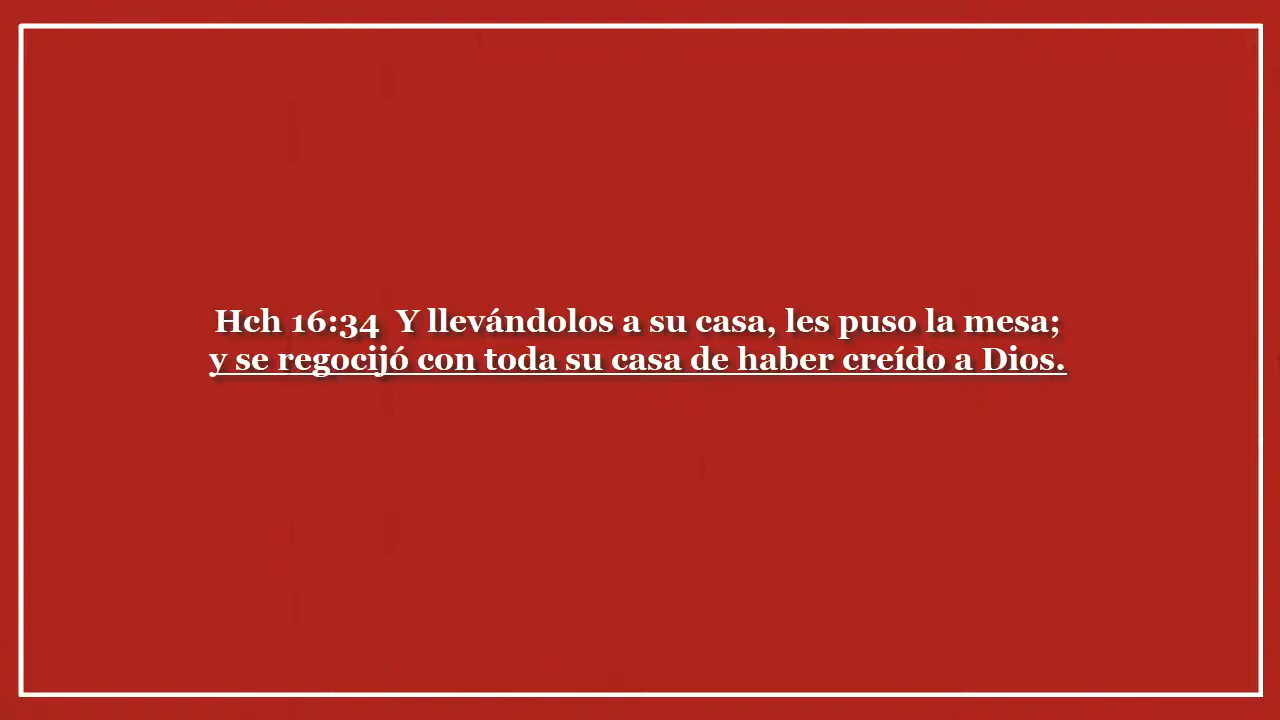 Hch 16:34  Y llevándolos a su casa, les puso la mesa;
y se regocijó con toda su casa de haber creído a Dios.